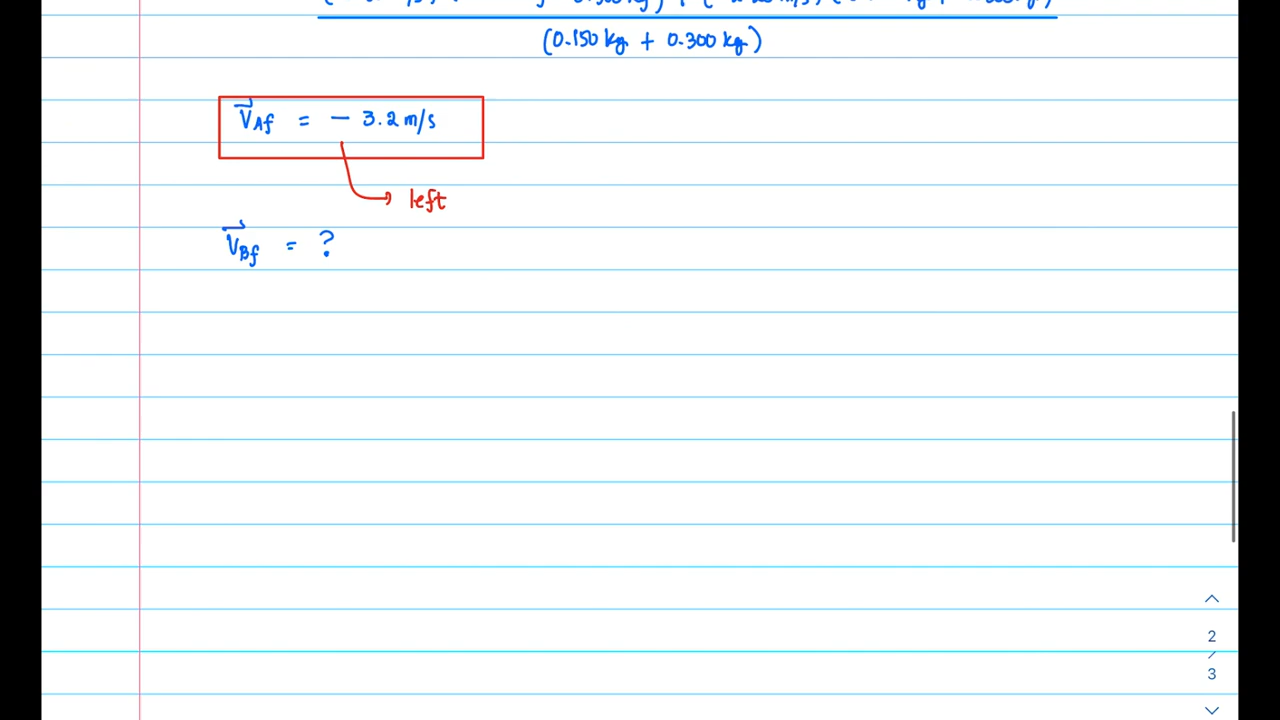 (0.150 kg + 0.300 kg)
V⃗Af = − 3.2 m/s
left
V⃗Bf = ?
2
/
3